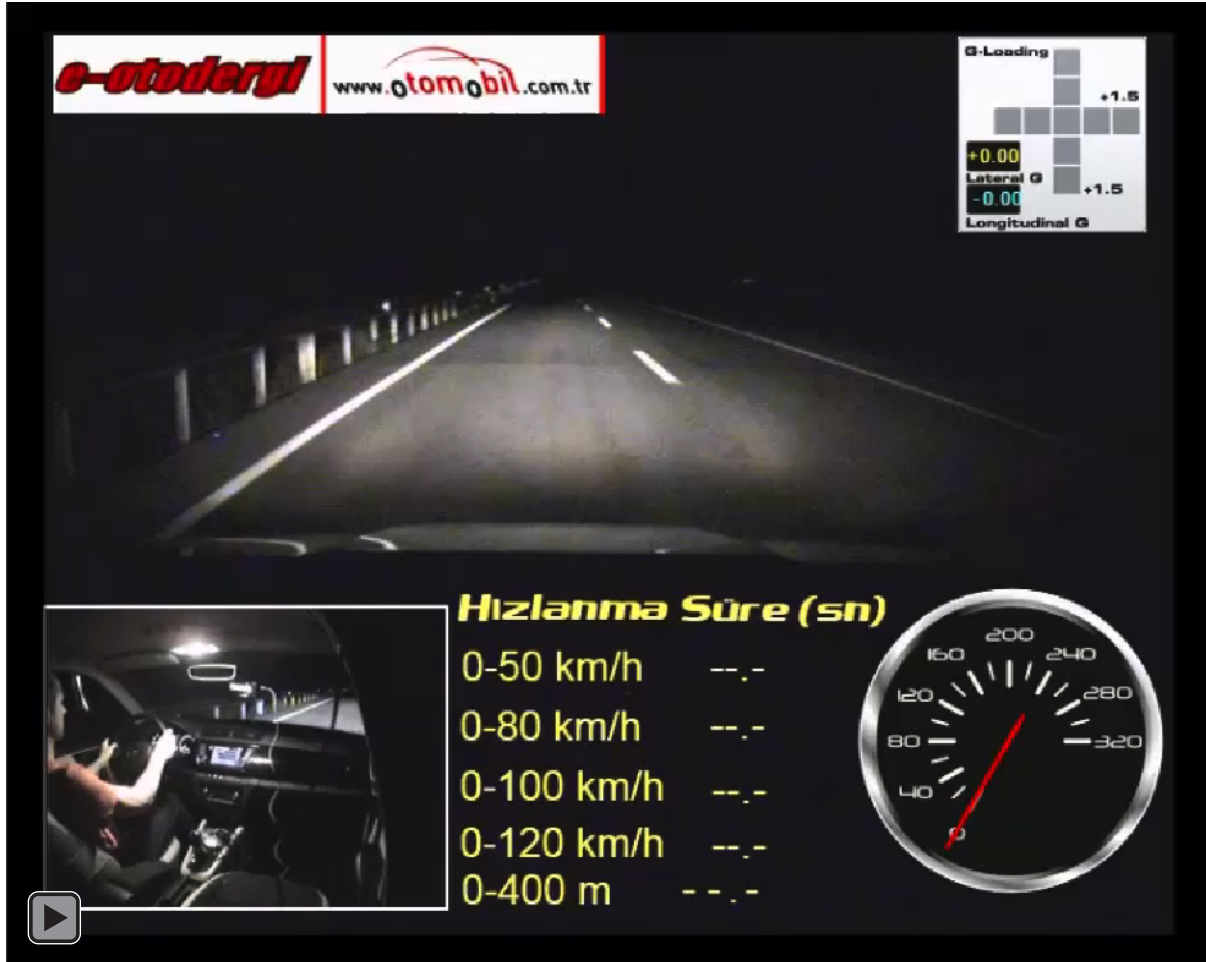 e-otodergi
www.otomobil.com.tr
G-Loading
+1.5
+0.00
Lateral G
-0.00
+1.5
Longitudinal G
Hızlanma Süre (sn)
0-50 km/h --.-
0-80 km/h --.-
0-100 km/h --.-
0-120 km/h --.-
0-400 m --.-
0
40
80
120
160
200
240
280
320